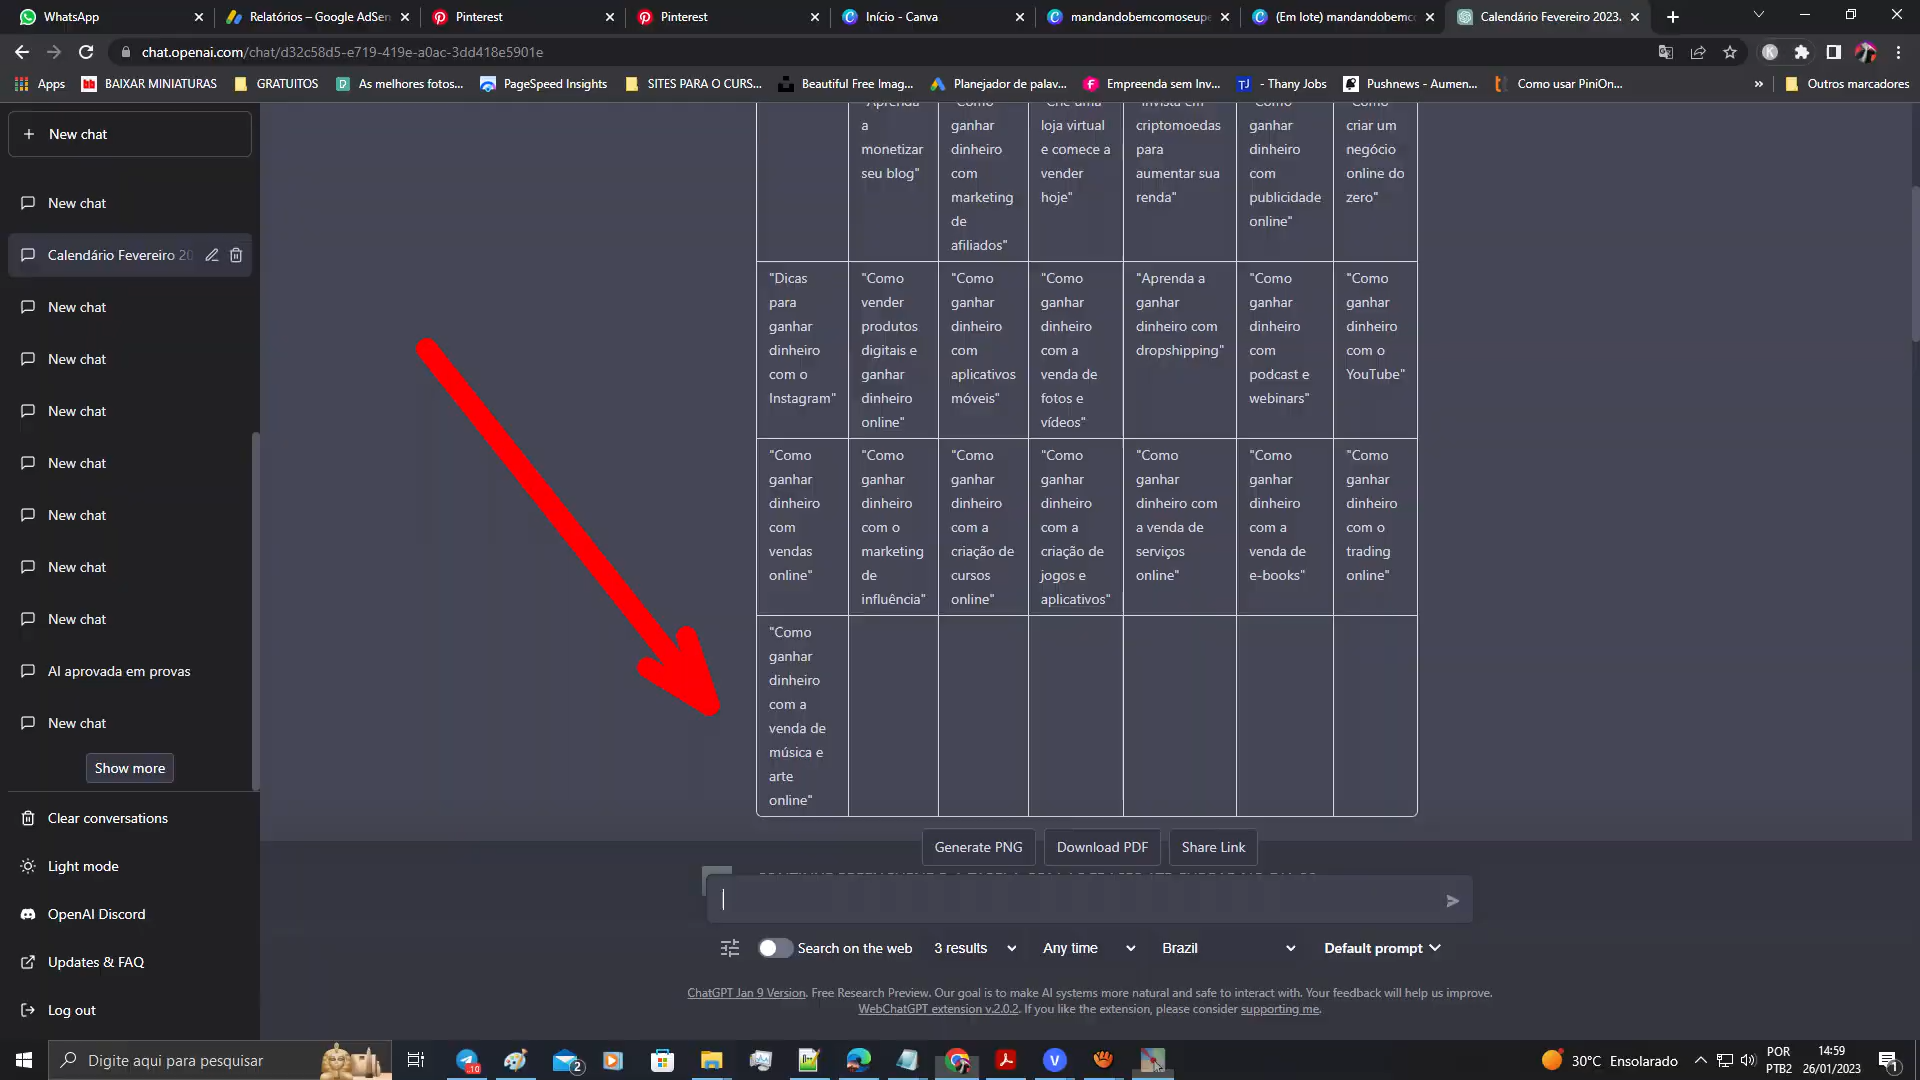 WhatsApp
Relatórios – Google AdSen
Pinterest
Pinterest
Início - Canva
mandandobemcomoseupe
(Em lote) mandandobemc
Calendário Fevereiro 2023.
chat.openai.com/chat/d32c58d5-e719-419e-a0ac-3dd418e5901e
Apps
BAIXAR MINIATURAS
GRATUITOS
As melhores fotos...
PageSpeed Insights
SITES PARA O CURS...
Beautiful Free Imag...
Planejador de palav...
Empreenda sem Inv...
- Thany Jobs
Pushnews - Aumen...
Como usar PiniOn...
»
Outros marcadores
New chat
New chat
Calendário Fevereiro 20
New chat
New chat
New chat
New chat
New chat
New chat
New chat
AI aprovada em provas
New chat
Show more
Clear conversations
Light mode
OpenAI Discord
Updates & FAQ
Log out
"Aprenda
a
monetizar
seu blog"
"Como
ganhar
dinheiro
com
marketing
de
afiliados"
"Crie uma
loja virtual
e comece a
vender
hoje"
"Invista em
criptomoedas
para
aumentar sua
renda"
"Como
ganhar
dinheiro
com
publicidade
online"
"Como
criar um
negócio
online do
zero"
"Dicas
para
ganhar
dinheiro
com o
Instagram"
"Como
vender
produtos
digitais e
ganhar
dinheiro
online"
"Como
ganhar
dinheiro
com
aplicativos
móveis"
"Como
ganhar
dinheiro
com a
venda de
fotos e
vídeos"
"Aprenda a
ganhar
dinheiro com
dropshipping"
"Como
ganhar
dinheiro
com
podcast e
webinars"
"Como
ganhar
dinheiro
com o
YouTube"
"Como
ganhar
dinheiro
com
vendas
online"
"Como
ganhar
dinheiro
com o
marketing
de
influência"
"Como
ganhar
dinheiro
com a
criação de
cursos
online"
"Como
ganhar
dinheiro
com a
criação de
jogos e
aplicativos"
"Como
ganhar
dinheiro com
a venda de
serviços
online"
"Como
ganhar
dinheiro
com a
venda de
e-books"
"Como
ganhar
dinheiro
com o
trading
online"
"Como
ganhar
dinheiro
com a
venda de
música e
arte
online"
Generate PNG
Download PDF
Share Link
Search on the web
3 results
Any time
Brazil
Default prompt
ChatGPT Jan 9 Version. Free Research Preview. Our goal is to make AI systems more natural and safe to interact with. Your feedback will help us improve.
WebChatGPT extension v.2.0.2. If you like the extension, please consider supporting me.
Digite aqui para pesquisar
10
2
30°C Ensolarado
POR
PTB2
14:59
26/01/2023
1